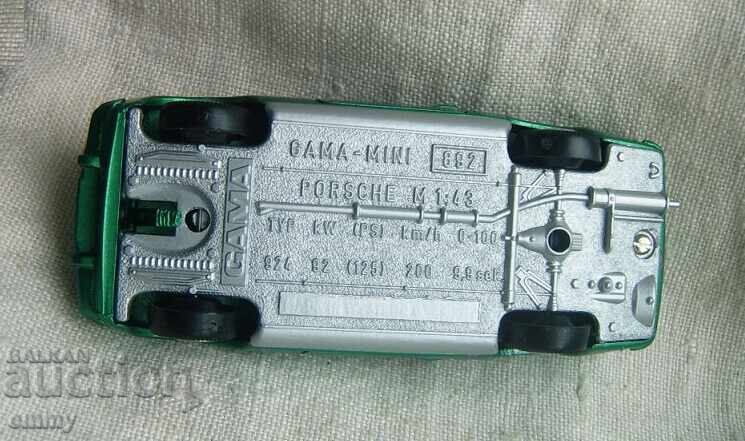 GAMA-MINI 892
PORSCHE M 1:43
GAMA
TYP kW (PS) km/h 0-100
924 92 (125) 200 9,9 sek.
BALKAN
auction
emmy